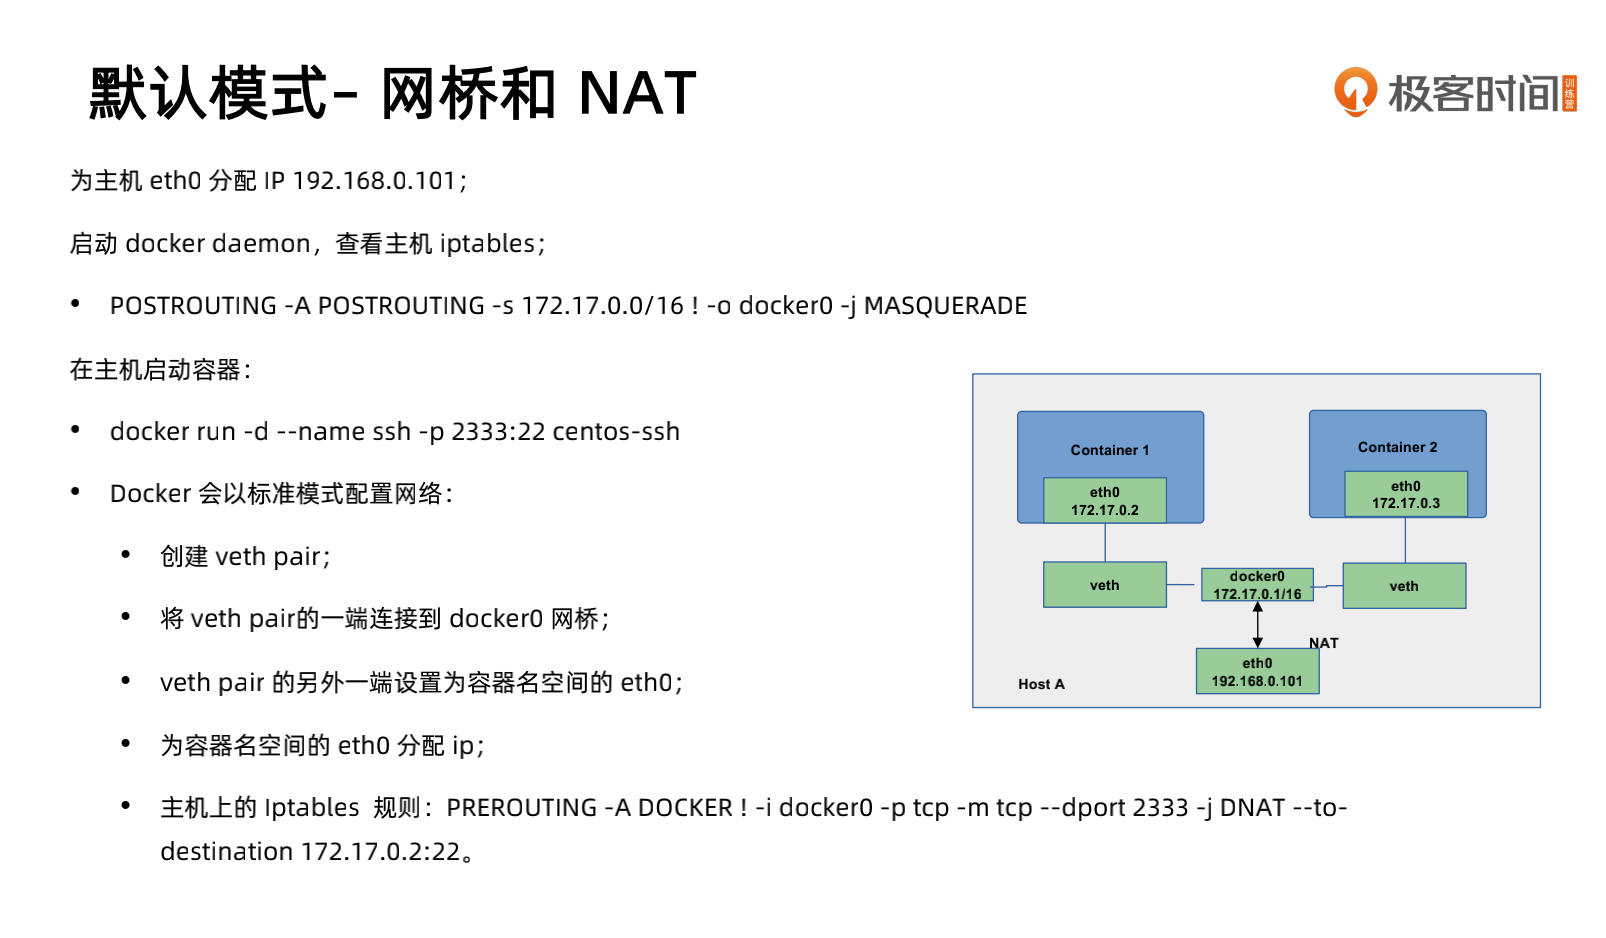 默认模式– 网桥和 NAT
极客时间
训练营
为主机 eth0 分配 IP 192.168.0.101；
启动 docker daemon，查看主机 iptables；
• POSTROUTING -A POSTROUTING -s 172.17.0.0/16 ! -o docker0 -j MASQUERADE
在主机启动容器：
• docker run -d --name ssh -p 2333:22 centos-ssh
• Docker 会以标准模式配置网络：
• 创建 veth pair；
• 将 veth pair的一端连接到 docker0 网桥；
• veth pair 的另外一端设置为容器名空间的 eth0；
• 为容器名空间的 eth0 分配 ip；
• 主机上的 Iptables 规则：PREROUTING -A DOCKER ! -i docker0 -p tcp -m tcp --dport 2333 -j DNAT --to-
destination 172.17.0.2:22。
Container 1
eth0
172.17.0.2
veth
Container 2
eth0
172.17.0.3
veth
docker0
172.17.0.1/16
NAT
eth0
192.168.0.101
Host A